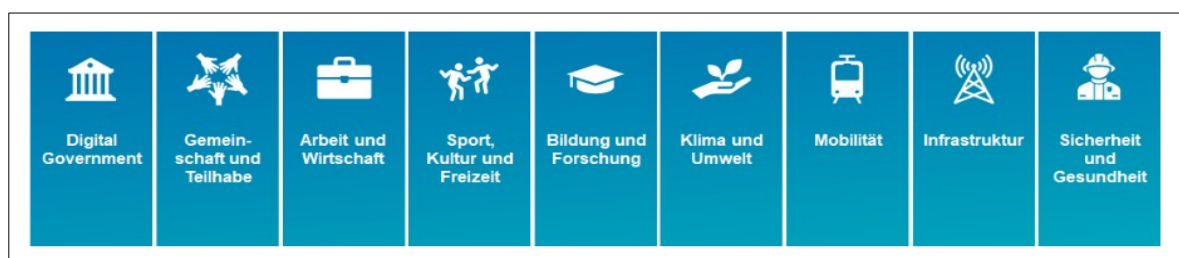 Digital
Government
Gemein-
schaft und
Teilhabe
Arbeit und
Wirtschaft
Sport,
Kultur und
Freizeit
Bildung und
Forschung
Klima und
Umwelt
Mobilität
Infrastruktur
Sicherheit
und
Gesundheit